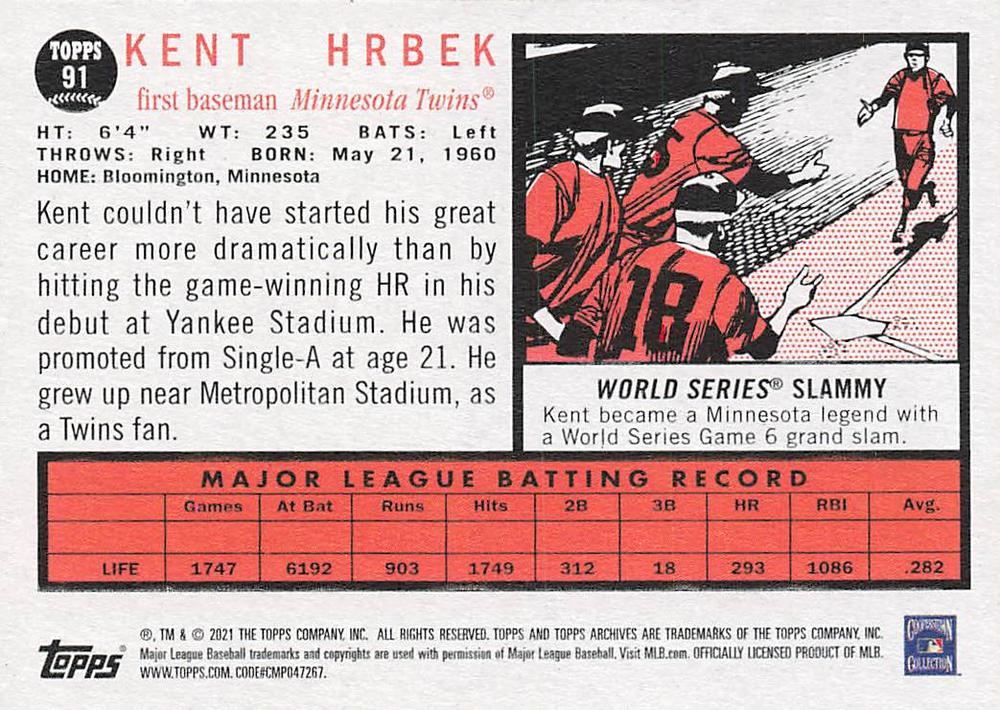 TOPPS
91
KENT HRBEK
first baseman Minnesota Twins®
HT: 6'4" WT: 235 BATS: Left
THROWS: Right BORN: May 21, 1960
HOME: Bloomington, Minnesota
Kent couldn't have started his great
career more dramatically than by
hitting the game-winning HR in his
debut at Yankee Stadium. He was
promoted from Single-A at age 21. He
grew up near Metropolitan Stadium, as
a Twins fan.
5
18
WORLD SERIES® SLAMMY
Kent became a Minnesota legend with
a World Series Game 6 grand slam.
MAJOR LEAGUE BATTING RECORD
Games At Bat Runs Hits 2B 3B HR RBI Avg.
LIFE 1747 6192 903 1749 312 18 293 1086 .282
topps®
®, TM & © 2021 THE TOPPS COMPANY, INC. ALL RIGHTS RESERVED. TOPPS AND TOPPS ARCHIVES ARE TRADEMARKS OF THE TOPPS COMPANY, INC.
Major League Baseball trademarks and copyrights are used with permission of Major League Baseball. Visit MLB.com. OFFICIALLY LICENSED PRODUCT OF MLB.
WWW.TOPPS.COM. CODE#CMP047267.
COOPERSTOWN
COLLECTION